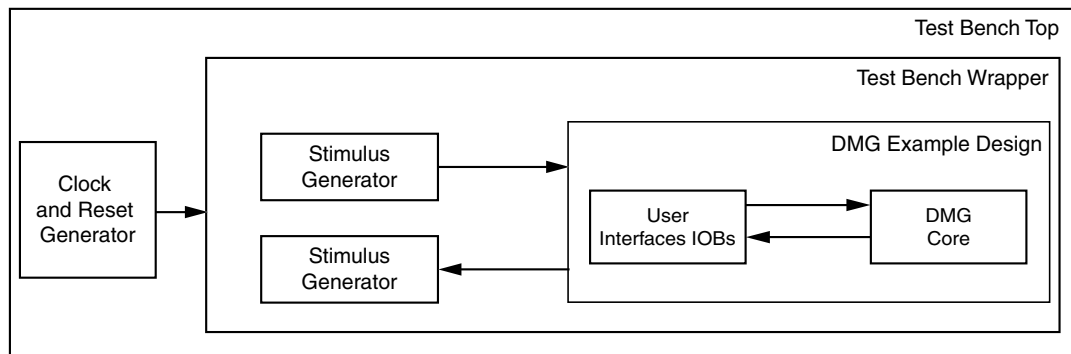 Test Bench Top
Test Bench Wrapper
DMG Example Design
Clock
and Reset
Generator
Stimulus
Generator
User
Interfaces IOBs
DMG
Core
Stimulus
Generator